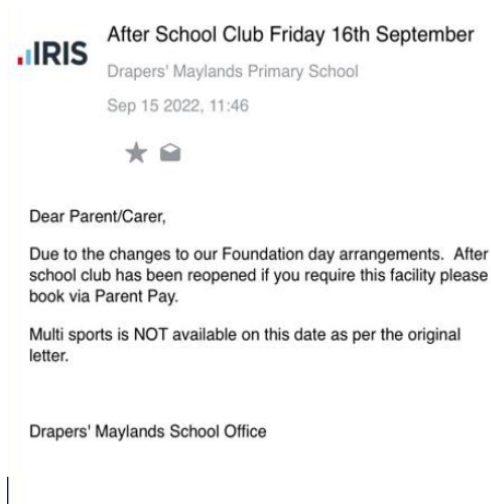 After School Club Friday 16th September
IRIS
Drapers' Maylands Primary School
Sep 15 2022, 11:46
Dear Parent/Carer,
Due to the changes to our Foundation day arrangements.  After
school club has been reopened if you require this facility please
book via Parent Pay.
Multi sports is NOT available on this date as per the original
letter.
Drapers' Maylands School Office